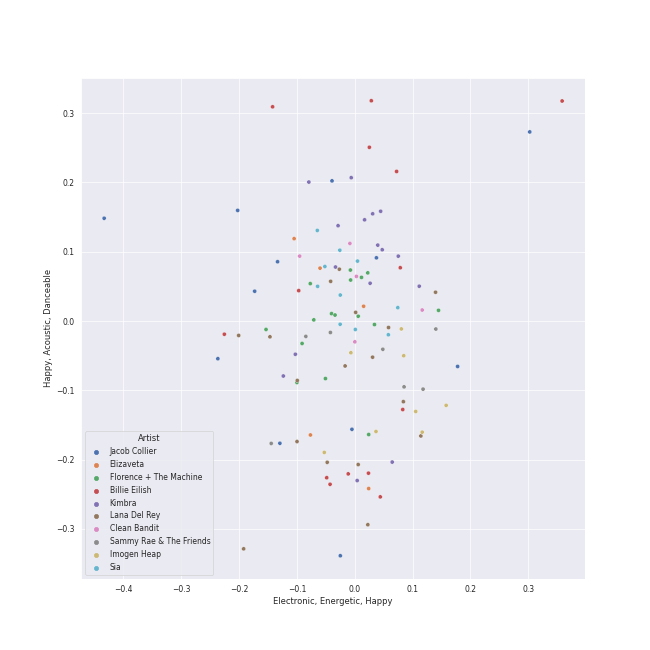 0.3
0.2
0.1
0.0
−0.1
−0.2
−0.3
Happy, Acoustic, Danceable
Artist
Jacob Collier
Elizaveta
Florence + The Machine
Billie Eilish
Kimbra
Lana Del Rey
Clean Bandit
Sammy Rae & The Friends
Imogen Heap
Sia
−0.4 −0.3 −0.2 −0.1 0.0 0.1 0.2 0.3
Electronic, Energetic, Happy